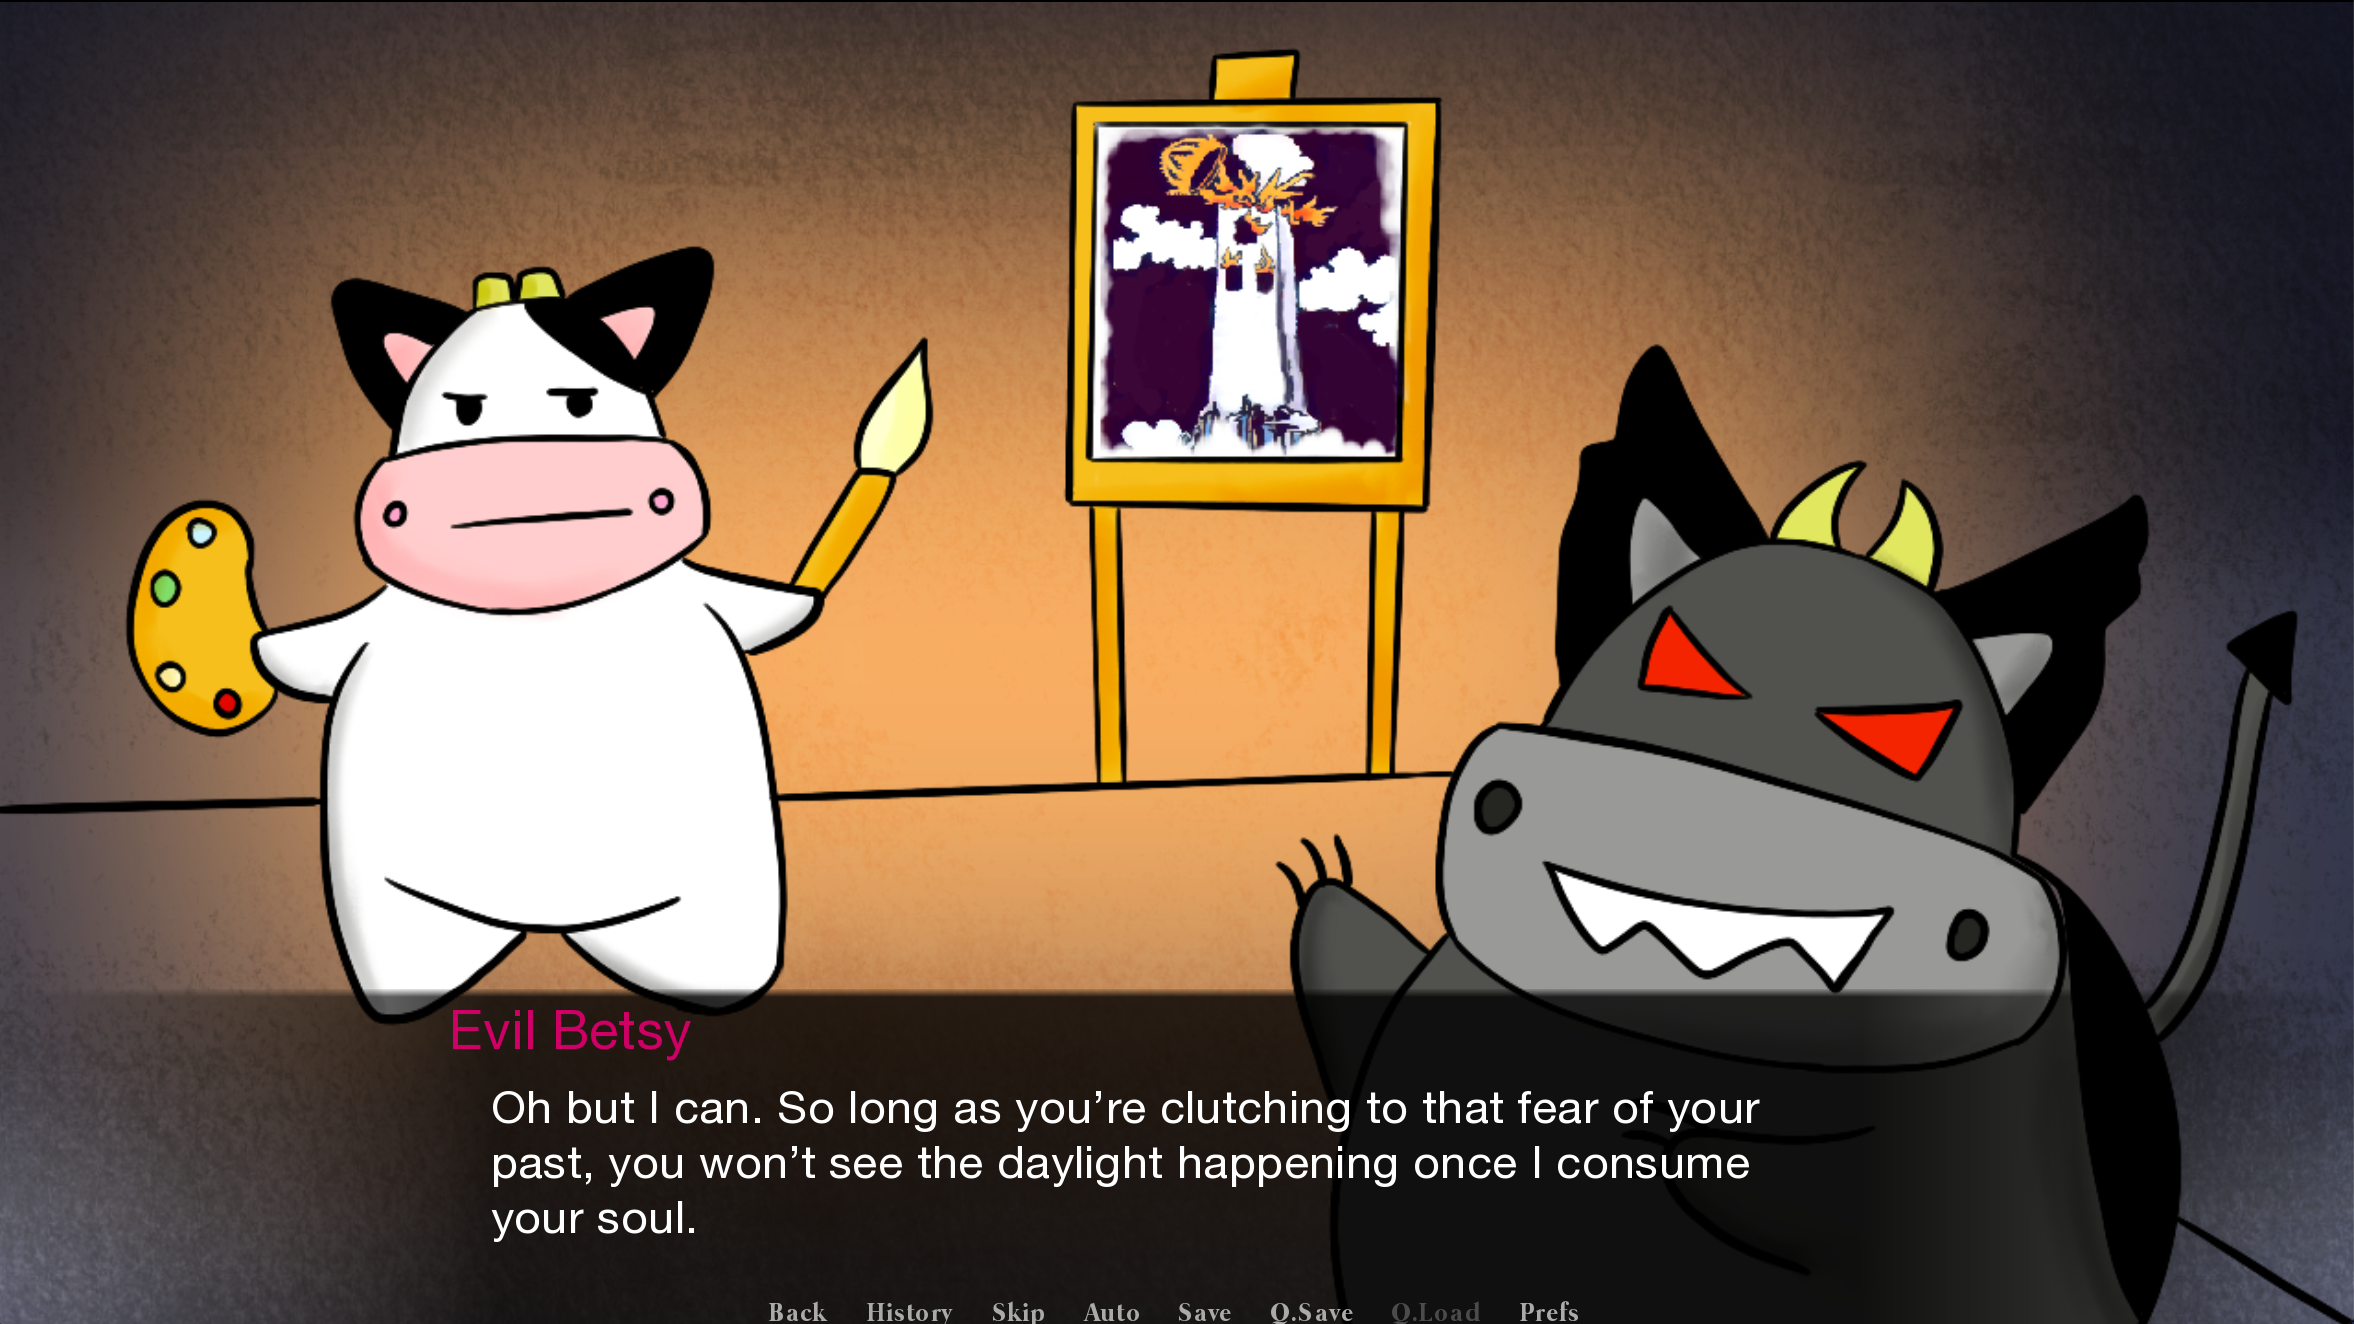 Evil Betsy
Oh but I can. So long as you’re clutching to that fear of your
past, you won’t see the daylight happening once I consume
your soul.
Back History Skip Auto Save Q.Save Q.Load Prefs